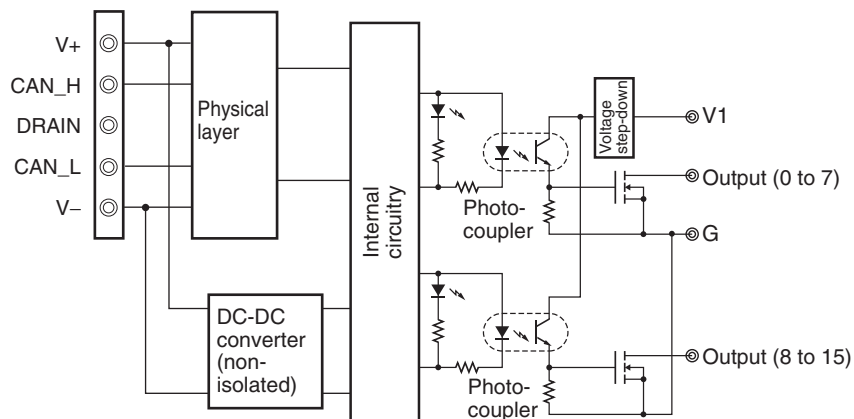 V+
CAN_H
DRAIN
CAN_L
V−
Physical
layer
DC-DC
converter
(non-
isolated)
Internal
circuitry
Photo-
coupler
Voltage
step-down
V1
Output (0 to 7)
G
Photo-
coupler
Output (8 to 15)